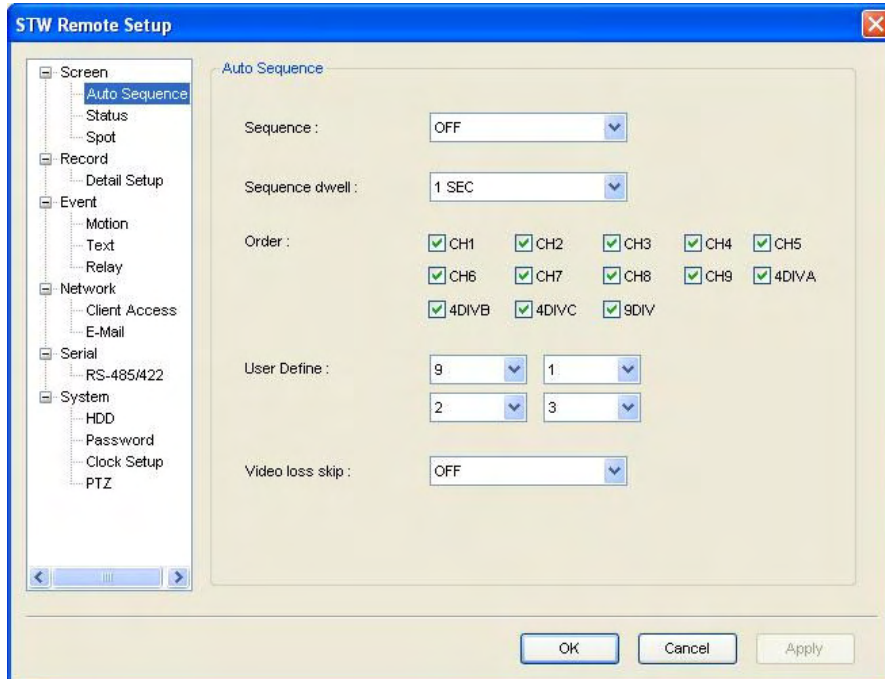 STW Remote Setup
Screen
Auto Sequence
Status
Spot
Record
Detail Setup
Event
Motion
Text
Relay
Network
Client Access
E-Mail
Serial
RS-485/422
System
HDD
Password
Clock Setup
PTZ
Auto Sequence
Sequence : OFF
Sequence dwell : 1 SEC
Order : CH1 CH2 CH3 CH4 CH5
CH6 CH7 CH8 CH9 4DIVA
4DIVB 4DIVC 9DIV
User Define : 9 1
2 3
Video loss skip : OFF
OK Cancel Apply